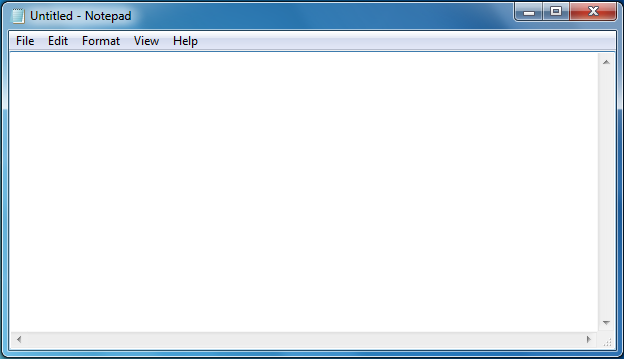 Untitled - Notepad
File Edit Format View Help